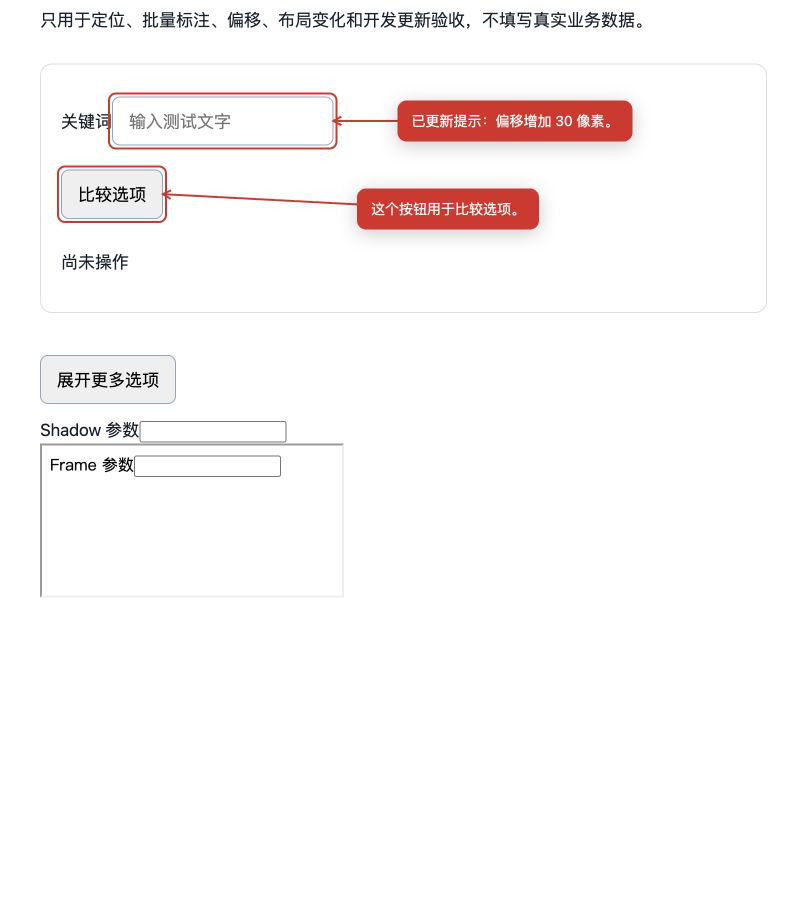 只用于定位、批量标注、偏移、布局变化和开发更新验收，不填写真实业务数据。
关键词 输入测试文字 已更新提示：偏移增加 30 像素。
比较选项 这个按钮用于比较选项。
尚未操作
展开更多选项
Shadow 参数
Frame 参数